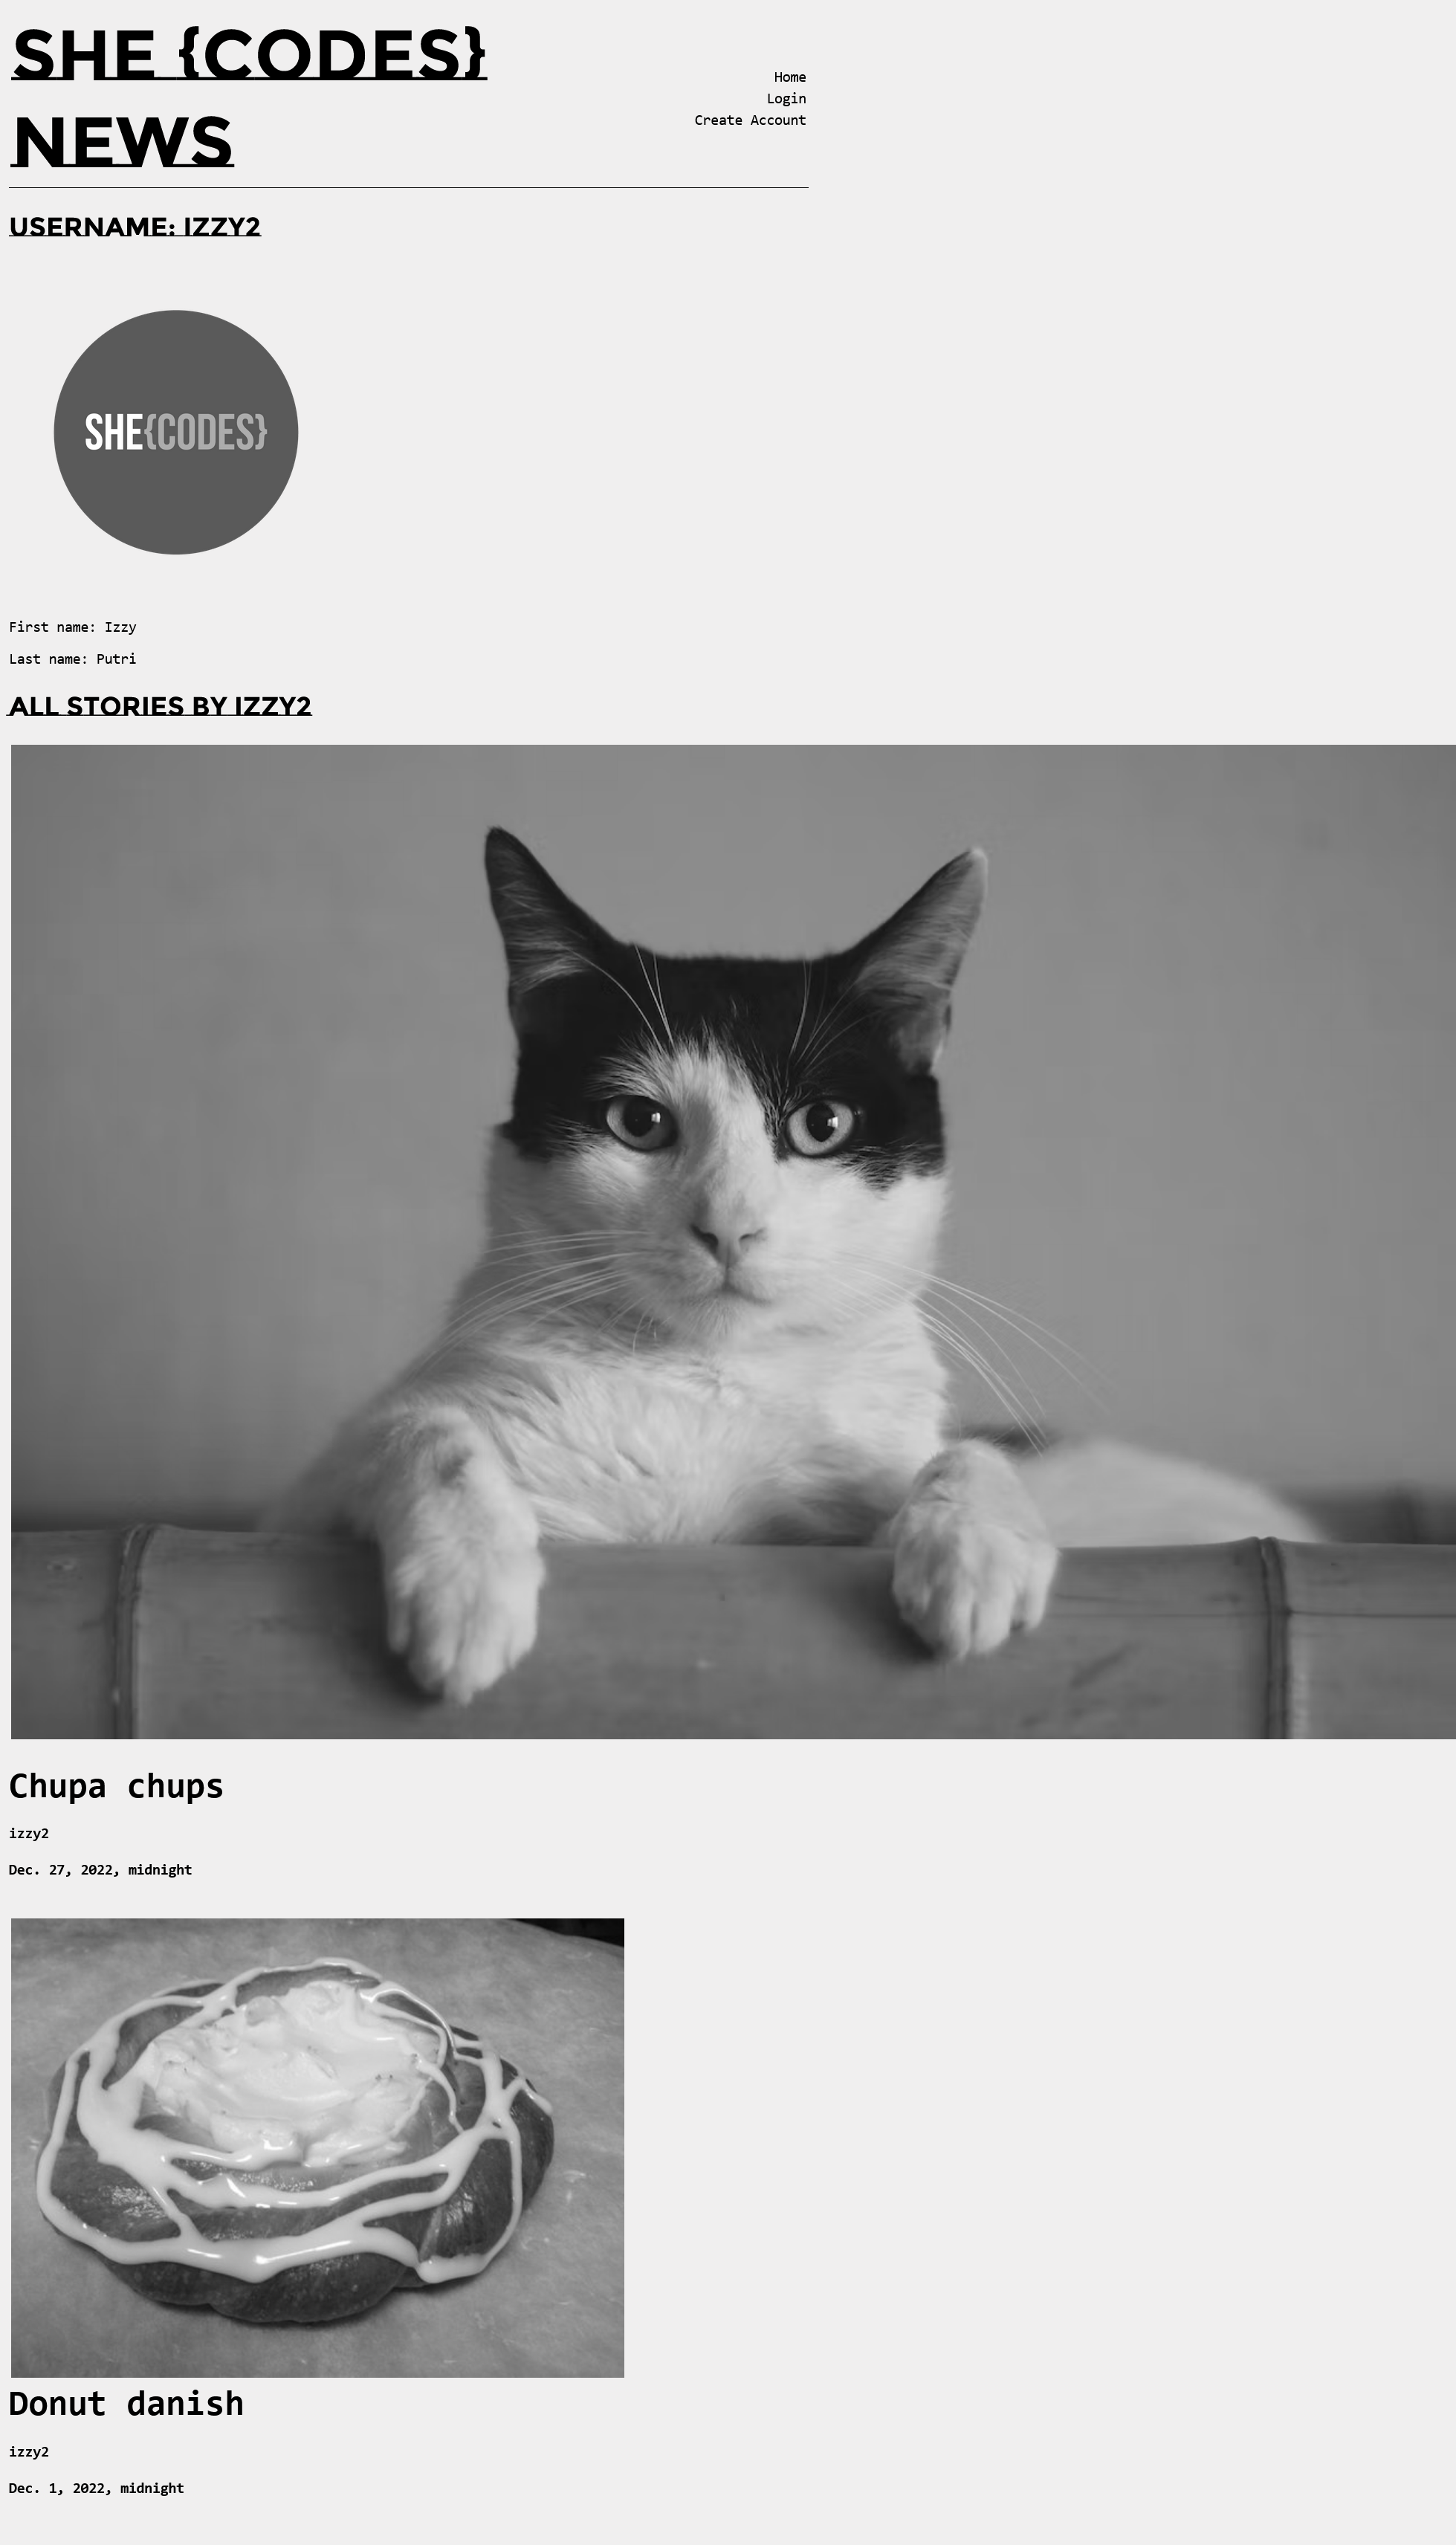 SHE {CODES}
NEWS
Home
Login
Create Account
USERNAME: IZZY2
SHE{CODES}
First name: Izzy
Last name: Putri
ALL STORIES BY IZZY2
Chupa chups
izzy2
Dec. 27, 2022, midnight
Donut danish
izzy2
Dec. 1, 2022, midnight